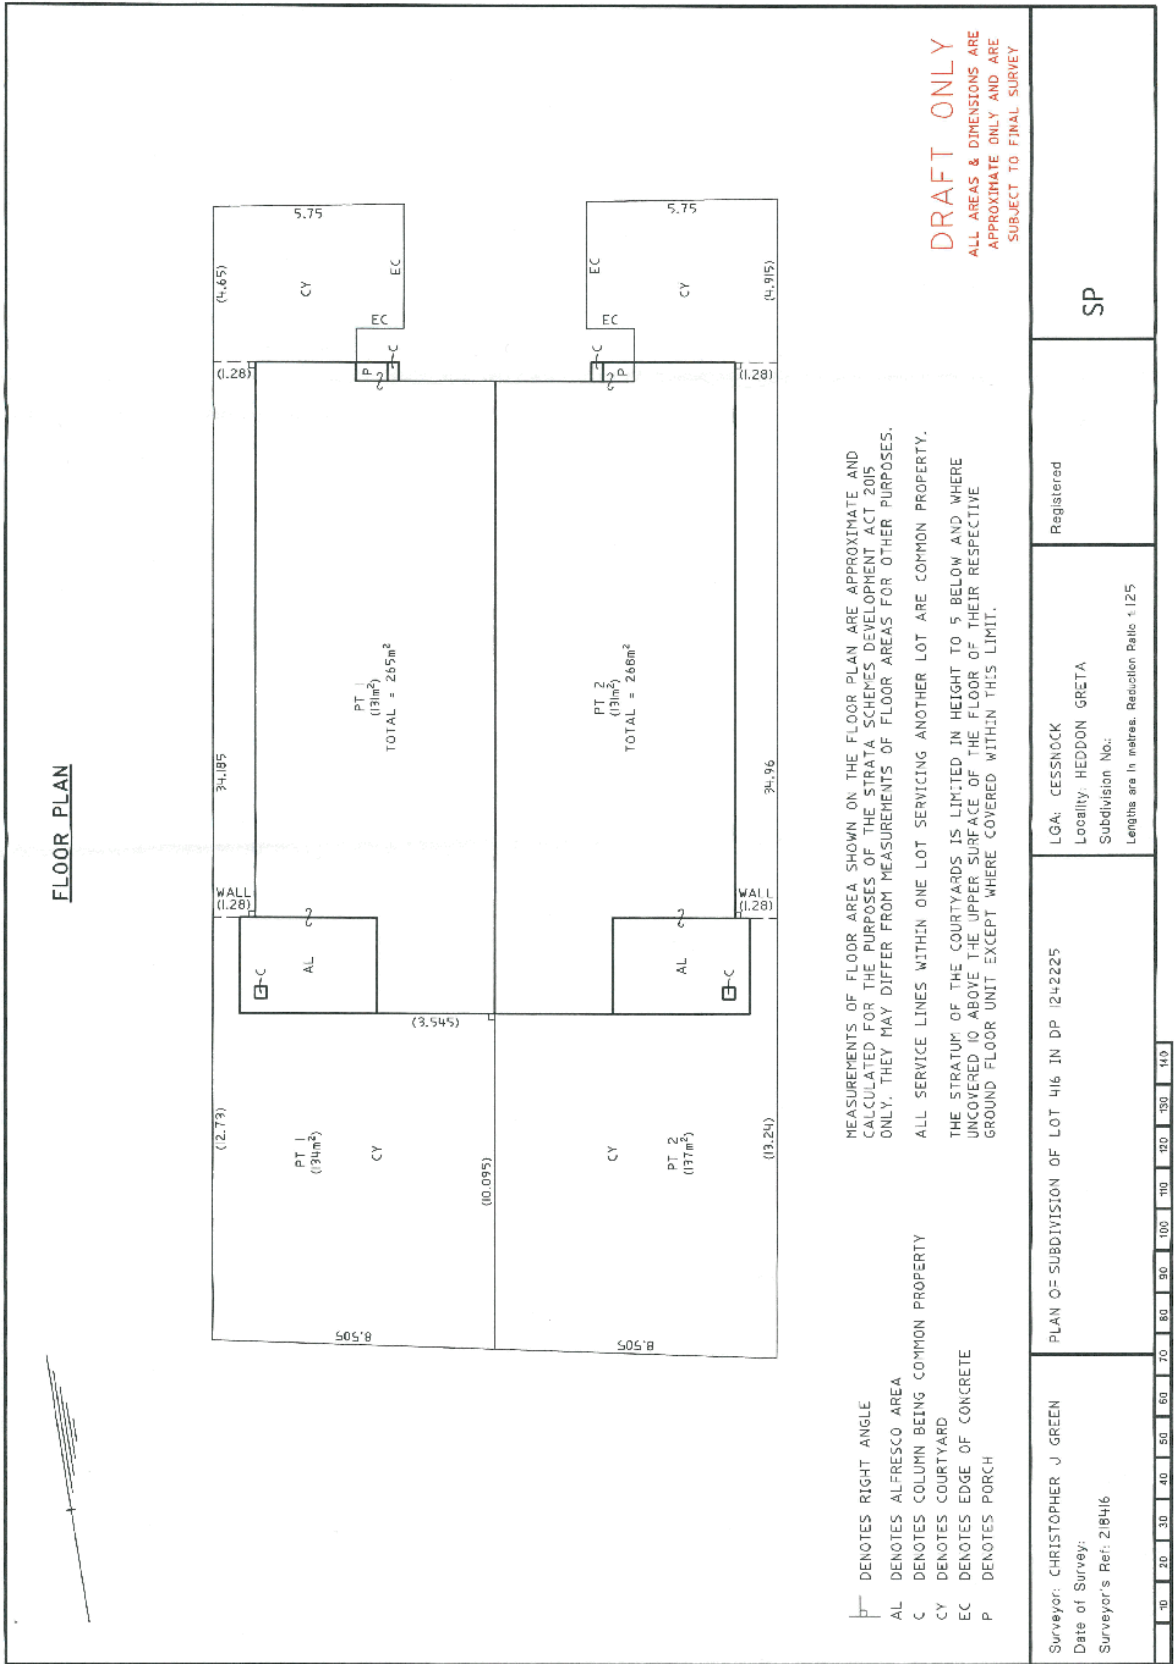 FLOOR PLAN
34.185
(12.73)
WALL
(1.28)
(1.28)
(4.65)
5.75
CY
EC
EC
P
C
C
AL
PT 1
(131m²)
TOTAL = 265m²
PT 1
(134m²)
CY
8.505
(3.545)
(10.095)
8.505
CY
PT 2
(137m²)
(13.24)
AL
C
WALL
(1.28)
PT 2
(131m²)
TOTAL = 268m²
34.96
C
P
(1.28)
EC
EC
CY
5.75
(4.915)
DENOTES RIGHT ANGLE
AL DENOTES ALFRESCO AREA
C DENOTES COLUMN BEING COMMON PROPERTY
CY DENOTES COURTYARD
EC DENOTES EDGE OF CONCRETE
P DENOTES PORCH
MEASUREMENTS OF FLOOR AREA SHOWN ON THE FLOOR PLAN ARE APPROXIMATE AND
CALCULATED FOR THE PURPOSES OF THE STRATA SCHEMES DEVELOPMENT ACT 2015
ONLY. THEY MAY DIFFER FROM MEASUREMENTS OF FLOOR AREAS FOR OTHER PURPOSES.
ALL SERVICE LINES WITHIN ONE LOT SERVICING ANOTHER LOT ARE COMMON PROPERTY.
THE STRATUM OF THE COURTYARDS IS LIMITED IN HEIGHT TO 5 BELOW AND WHERE
UNCOVERED 10 ABOVE THE UPPER SURFACE OF THE FLOOR OF THEIR RESPECTIVE
GROUND FLOOR UNIT EXCEPT WHERE COVERED WITHIN THIS LIMIT.
DRAFT ONLY
ALL AREAS & DIMENSIONS ARE
APPROXIMATE ONLY AND ARE
SUBJECT TO FINAL SURVEY
Surveyor: CHRISTOPHER J GREEN
Date of Survey:
Surveyor's Ref: 218416
PLAN OF SUBDIVISION OF LOT 416 IN DP 1242225
LGA: CESSNOCK
Locality: HEDDON GRETA
Subdivision No.:
Lengths are in metres. Reduction Ratio 1:125
Registered
SP
10 20 30 40 50 60 70 80 90 100 110 120 130 140